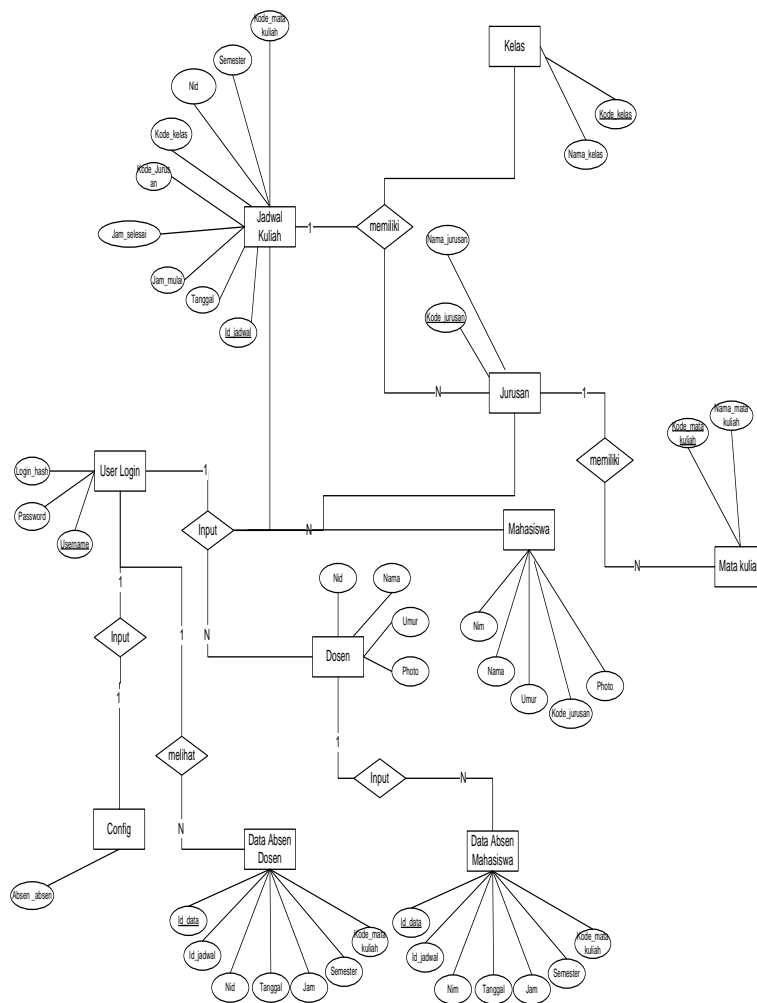 Kode_mata
kuliah
Semester
Nid
Kode_kelas
Kode_Jurus
an
Jam_selesai
Jam_mulai
Tanggal
Id_jadwal
Jadwal
Kuliah
1
memiliki
Kelas
Kode_kelas
Nama_kelas
Nama_jurusan
Kode_jurusan
N
Jurusan
1
memiliki
N
Kode_mata
kuliah
Nama_mata
kuliah
Mata kulia
User Login
Login_hash
Password
Username
1
Input
N
Mahasiswa
Nim
Nama
Umur
Kode_jurusan
Photo
N
Dosen
Nid
Nama
Umur
Photo
1
Input
1
Config
Absen_absen
1
melihat
N
Data Absen
Dosen
Id_data
Id_jadwal
Nid
Tanggal
Jam
Semester
Kode_mata
kuliah
1
Input
N
Data Absen
Mahasiswa
Id_data
Id_jadwal
Nim
Tanggal
Jam
Semester
Kode_mata
kuliah